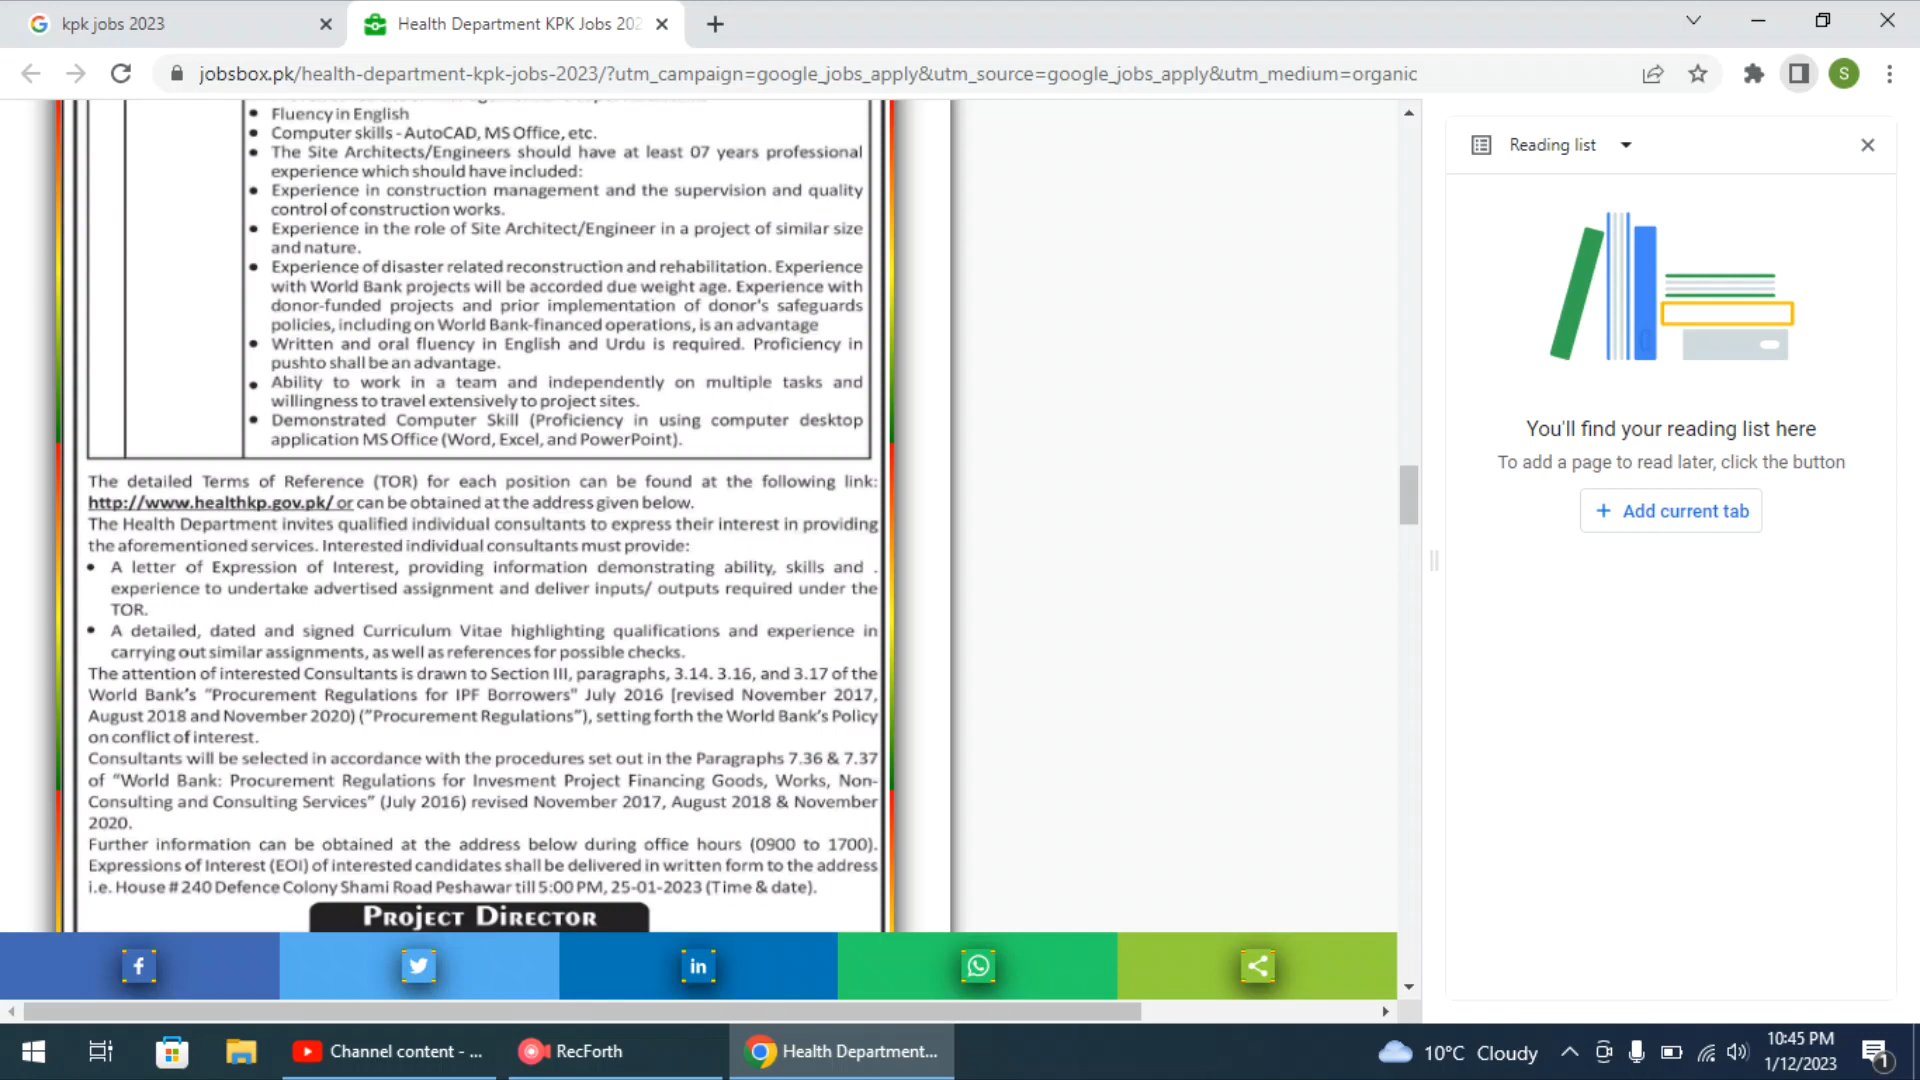 kpk jobs 2023
Health Department KPK Jobs 202
jobsbox.pk/health-department-kpk-jobs-2023/?utm_campaign=google_jobs_apply&utm_source=google_jobs_apply&utm_medium=organic
S
• Fluency in English
• Computer skills - AutoCAD, MS Office, etc.
• The Site Architects/Engineers should have at least 07 years professional
experience which should have included:
• Experience in construction management and the supervision and quality
control of construction works.
• Experience in the role of Site Architect/Engineer in a project of similar size
and nature.
• Experience of disaster related reconstruction and rehabilitation. Experience
with World Bank projects will be accorded due weight age. Experience with
donor-funded projects and prior implementation of donor's safeguards
policies, including on World Bank-financed operations, is an advantage
• Written and oral fluency in English and Urdu is required. Proficiency in
pushto shall be an advantage.
• Ability to work in a team and independently on multiple tasks and
willingness to travel extensively to project sites.
• Demonstrated Computer Skill (Proficiency in using computer desktop
application MS Office (Word, Excel, and PowerPoint).
The detailed Terms of Reference (TOR) for each position can be found at the following link:
http://www.healthkp.gov.pk/ or can be obtained at the address given below.
The Health Department invites qualified individual consultants to express their interest in providing
the aforementioned services. Interested individual consultants must provide:
• A letter of Expression of Interest, providing information demonstrating ability, skills and .
experience to undertake advertised assignment and deliver inputs/ outputs required under the
TOR.
• A detailed, dated and signed Curriculum Vitae highlighting qualifications and experience in
carrying out similar assignments, as well as references for possible checks.
The attention of interested Consultants is drawn to Section III, paragraphs, 3.14. 3.16, and 3.17 of the
World Bank's "Procurement Regulations for IPF Borrowers" July 2016 [revised November 2017,
August 2018 and November 2020) ("Procurement Regulations"), setting forth the World Bank's Policy
on conflict of interest.
Consultants will be selected in accordance with the procedures set out in the Paragraphs 7.36 & 7.37
of "World Bank: Procurement Regulations for Invesment Project Financing Goods, Works, Non-
Consulting and Consulting Services" (July 2016) revised November 2017, August 2018 & November
2020.
Further information can be obtained at the address below during office hours (0900 to 1700).
Expressions of Interest (EOI) of interested candidates shall be delivered in written form to the address
i.e. House # 240 Defence Colony Shami Road Peshawar till 5:00 PM, 25-01-2023 (Time & date).
PROJECT DIRECTOR
Reading list
You'll find your reading list here
To add a page to read later, click the button
+ Add current tab
Channel content - ...
RecForth
Health Department...
10°C Cloudy
10:45 PM
1/12/2023
1